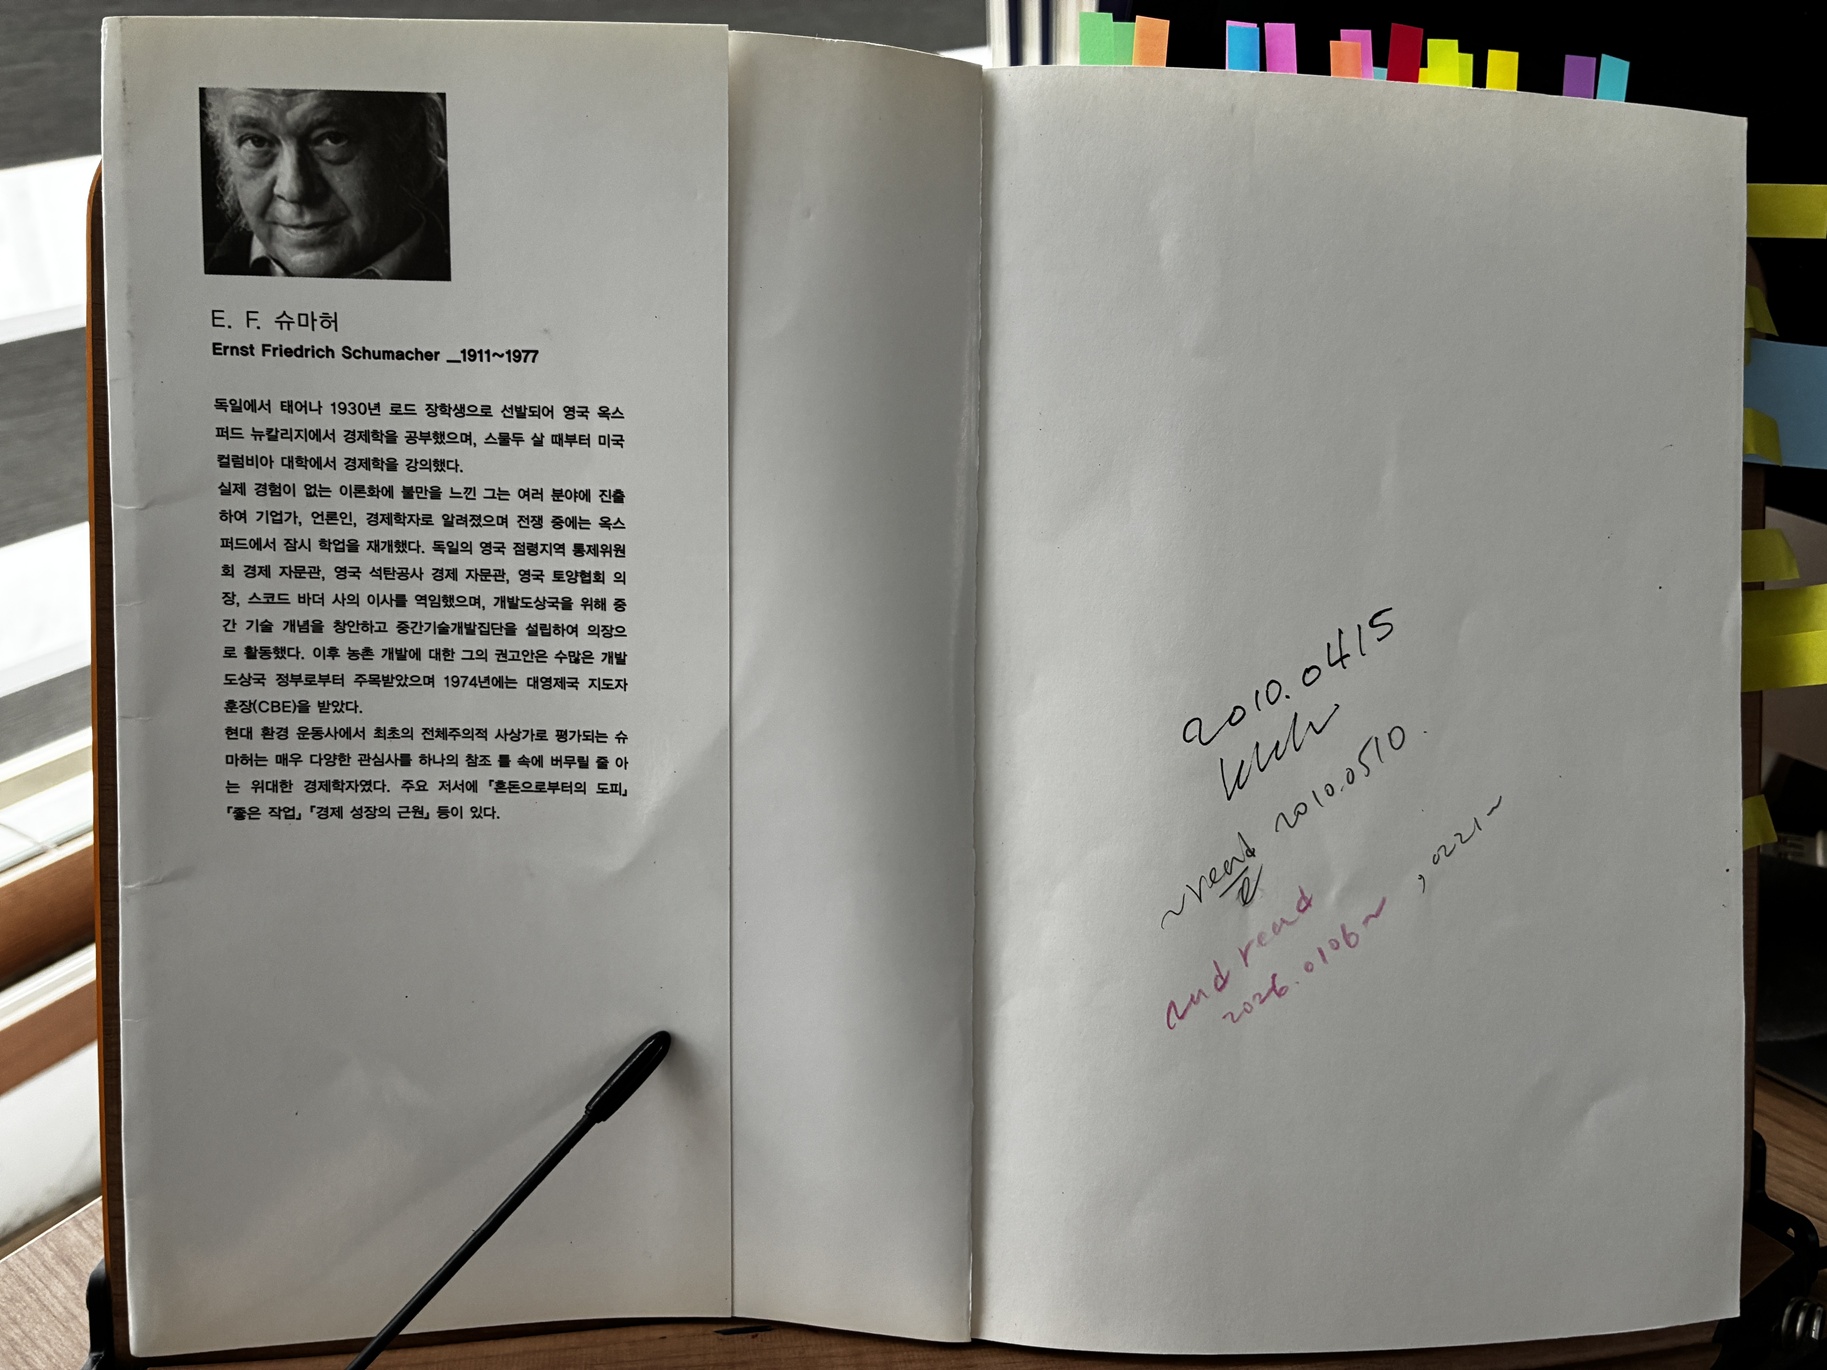 E. F. 슈마허
Ernst Friedrich Schumacher _1911~1977
독일에서 태어나 1930년 로드 장학생으로 선발되어 영국 옥스
퍼드 뉴칼리지에서 경제학을 공부했으며, 스물두 살 때부터 미국
컬럼비아 대학에서 경제학을 강의했다.
실제 경험이 없는 이론화에 불만을 느낀 그는 여러 분야에 진출
하여 기업가, 언론인, 경제학자로 알려졌으며 전쟁 중에는 옥스
퍼드에서 잠시 학업을 재개했다. 독일의 영국 점령지역 통제위원
회 경제 자문관, 영국 석탄공사 경제 자문관, 영국 토양협회 의
장, 스코드 바더 사의 이사를 역임했으며, 개발도상국을 위해 중
간 기술 개념을 창안하고 중간기술개발집단을 설립하여 의장으
로 활동했다. 이후 농촌 개발에 대한 그의 권고안은 수많은 개발
도상국 정부로부터 주목받았으며 1974년에는 대영제국 지도자
훈장(CBE)을 받았다.
현대 환경 운동사에서 최초의 전체주의적 사상가로 평가되는 슈
마허는 매우 다양한 관심사를 하나의 참조 틀 속에 버무릴 줄 아
는 위대한 경제학자였다. 주요 저서에 『혼돈으로부터의 도피』
『좋은 작업』 『경제 성장의 근원』 등이 있다.
2010.0415
~read 2010.0510.
2nd read
2026.0106~ , 0221~